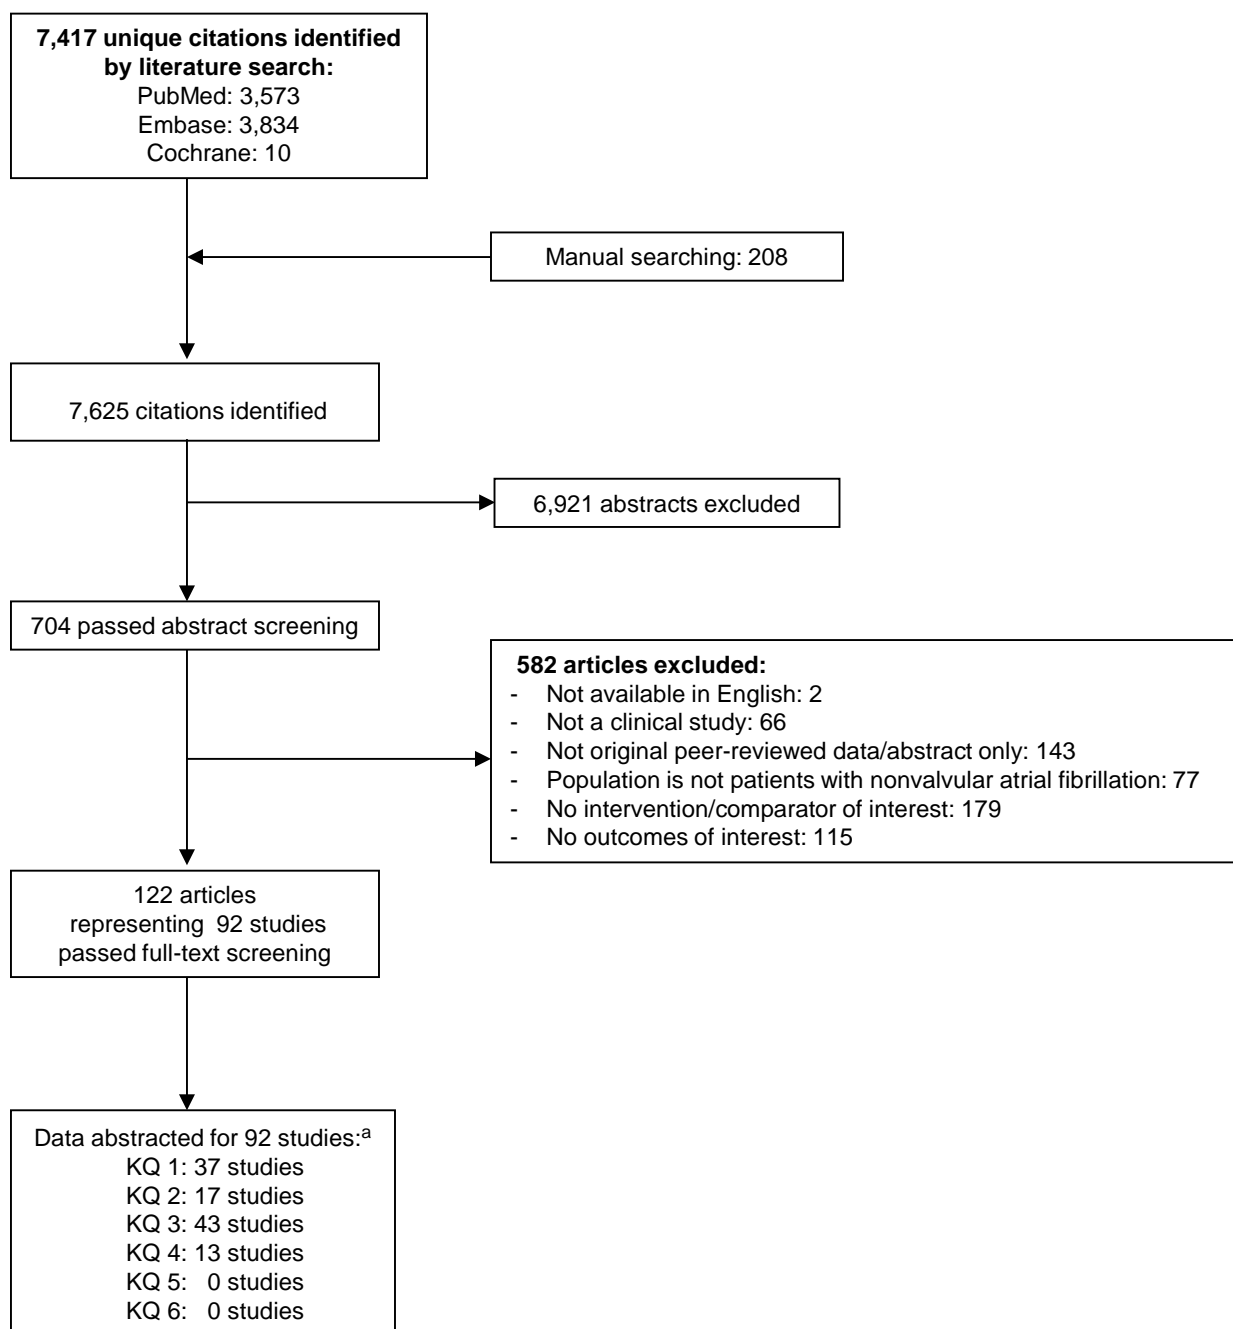 7,417 unique citations identified
by literature search:
PubMed: 3,573
Embase: 3,834
Cochrane: 10
Manual searching: 208
7,625 citations identified
6,921 abstracts excluded
704 passed abstract screening
582 articles excluded:
- Not available in English: 2
- Not a clinical study: 66
- Not original peer-reviewed data/abstract only: 143
- Population is not patients with nonvalvular atrial fibrillation: 77
- No intervention/comparator of interest: 179
- No outcomes of interest: 115
122 articles
representing 92 studies
passed full-text screening
Data abstracted for 92 studies:a
KQ 1: 37 studies
KQ 2: 17 studies
KQ 3: 43 studies
KQ 4: 13 studies
KQ 5: 0 studies
KQ 6: 0 studies